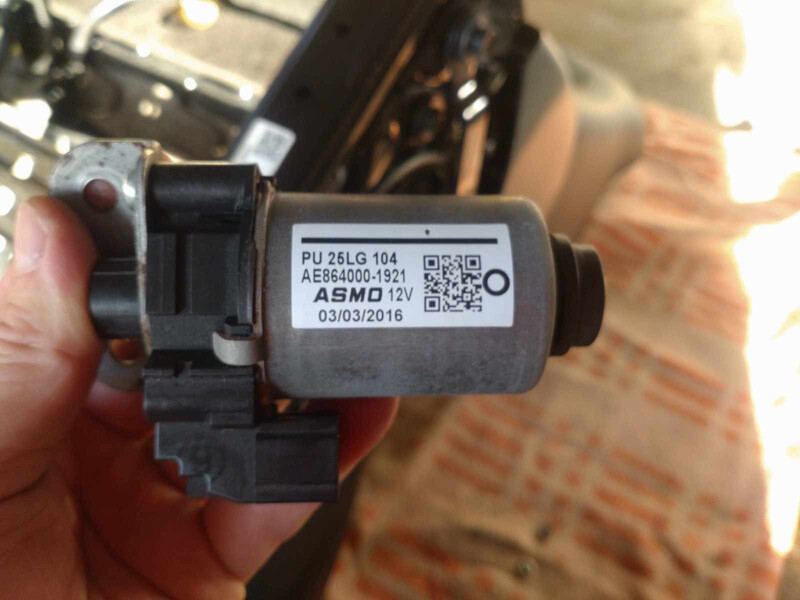 PU 25LG 104
AE864000-1921
ASMO 12V
03/03/2016